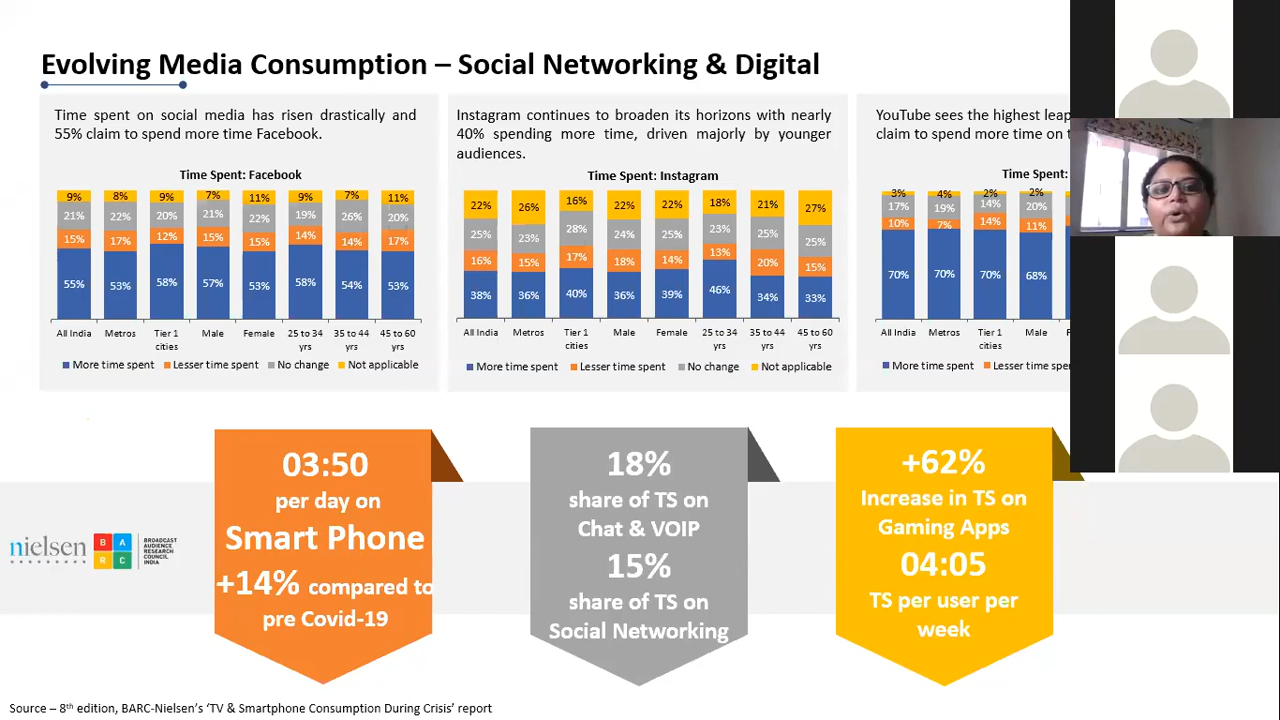 Evolving Media Consumption – Social Networking & Digital
Time spent on social media has risen drastically and
55% claim to spend more time Facebook.
Time Spent: Facebook
9% 8% 9% 7% 11% 9% 7% 11%
21% 22% 20% 21% 22% 19% 26% 20%
15% 17% 12% 15% 15% 14% 14% 17%
55% 53% 58% 57% 53% 58% 54% 53%
All India Metros Tier 1 Male Female 25 to 34 35 to 44 45 to 60
cities yrs yrs yrs
More time spent Lesser time spent No change Not applicable
Instagram continues to broaden its horizons with nearly
40% spending more time, driven majorly by younger
audiences.
Time Spent: Instagram
22% 26% 16% 22% 22% 18% 21% 27%
25% 23% 28% 24% 25% 23% 25% 25%
16% 15% 17% 18% 14% 13% 20% 15%
38% 36% 40% 36% 39% 46% 34% 33%
All India Metros Tier 1 Male Female 25 to 34 35 to 44 45 to 60
cities yrs yrs yrs
More time spent Lesser time spent No change Not applicable
YouTube sees the highest leap
claim to spend more time on
Time Spent:
3% 4% 2% 2%
17% 19% 14% 20%
10% 7% 14% 11%
70% 70% 70% 68%
All India Metros Tier 1 Male
cities
More time spent Lesser time
03:50
per day on
Smart Phone
+14% compared to
pre Covid-19
18%
share of TS on
Chat & VOIP
15%
share of TS on
Social Networking
+62%
Increase in TS on
Gaming Apps
04:05
TS per user per
week
nielsen
B A
R C
BROADCAST
AUDIENCE
RESEARCH
COUNCIL
INDIA
Source – 8th edition, BARC-Nielsen's 'TV & Smartphone Consumption During Crisis' report